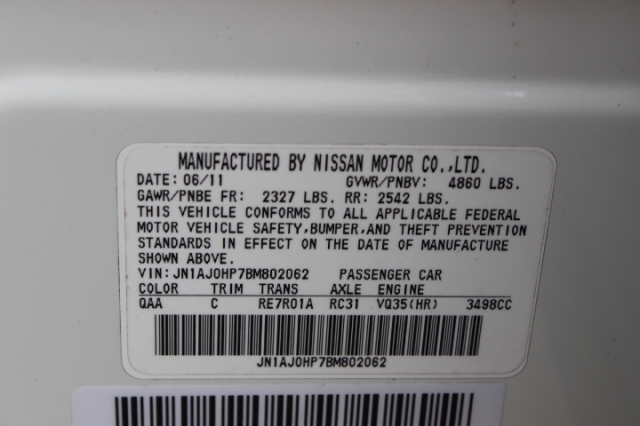 MANUFACTURED BY NISSAN MOTOR CO.,LTD.
DATE: 06/11 GVWR/PNBV: 4860 LBS.
GAWR/PNBE FR: 2327 LBS. RR: 2542 LBS.
THIS VEHICLE CONFORMS TO ALL APPLICABLE FEDERAL
MOTOR VEHICLE SAFETY,BUMPER,AND THEFT PREVENTION
STANDARDS IN EFFECT ON THE DATE OF MANUFACTURE
SHOWN ABOVE.
VIN: JN1AJ0HP7BM802062 PASSENGER CAR
COLOR TRIM TRANS AXLE ENGINE
QAA C RE7R01A RC31 VQ35(HR) 3498CC
JN1AJ0HP7BM802062